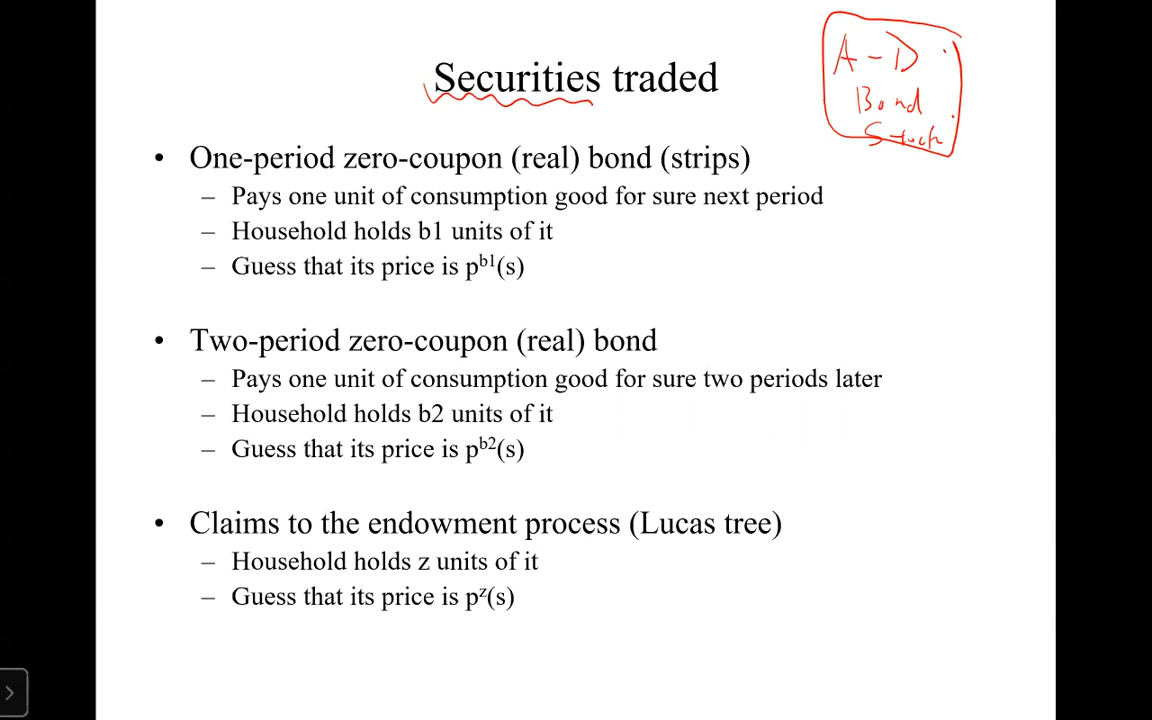 A - D
Bond
Stock
Securities traded
• One-period zero-coupon (real) bond (strips)
– Pays one unit of consumption good for sure next period
– Household holds b1 units of it
– Guess that its price is p^b1(s)
• Two-period zero-coupon (real) bond
– Pays one unit of consumption good for sure two periods later
– Household holds b2 units of it
– Guess that its price is p^b2(s)
• Claims to the endowment process (Lucas tree)
– Household holds z units of it
– Guess that its price is p^z(s)